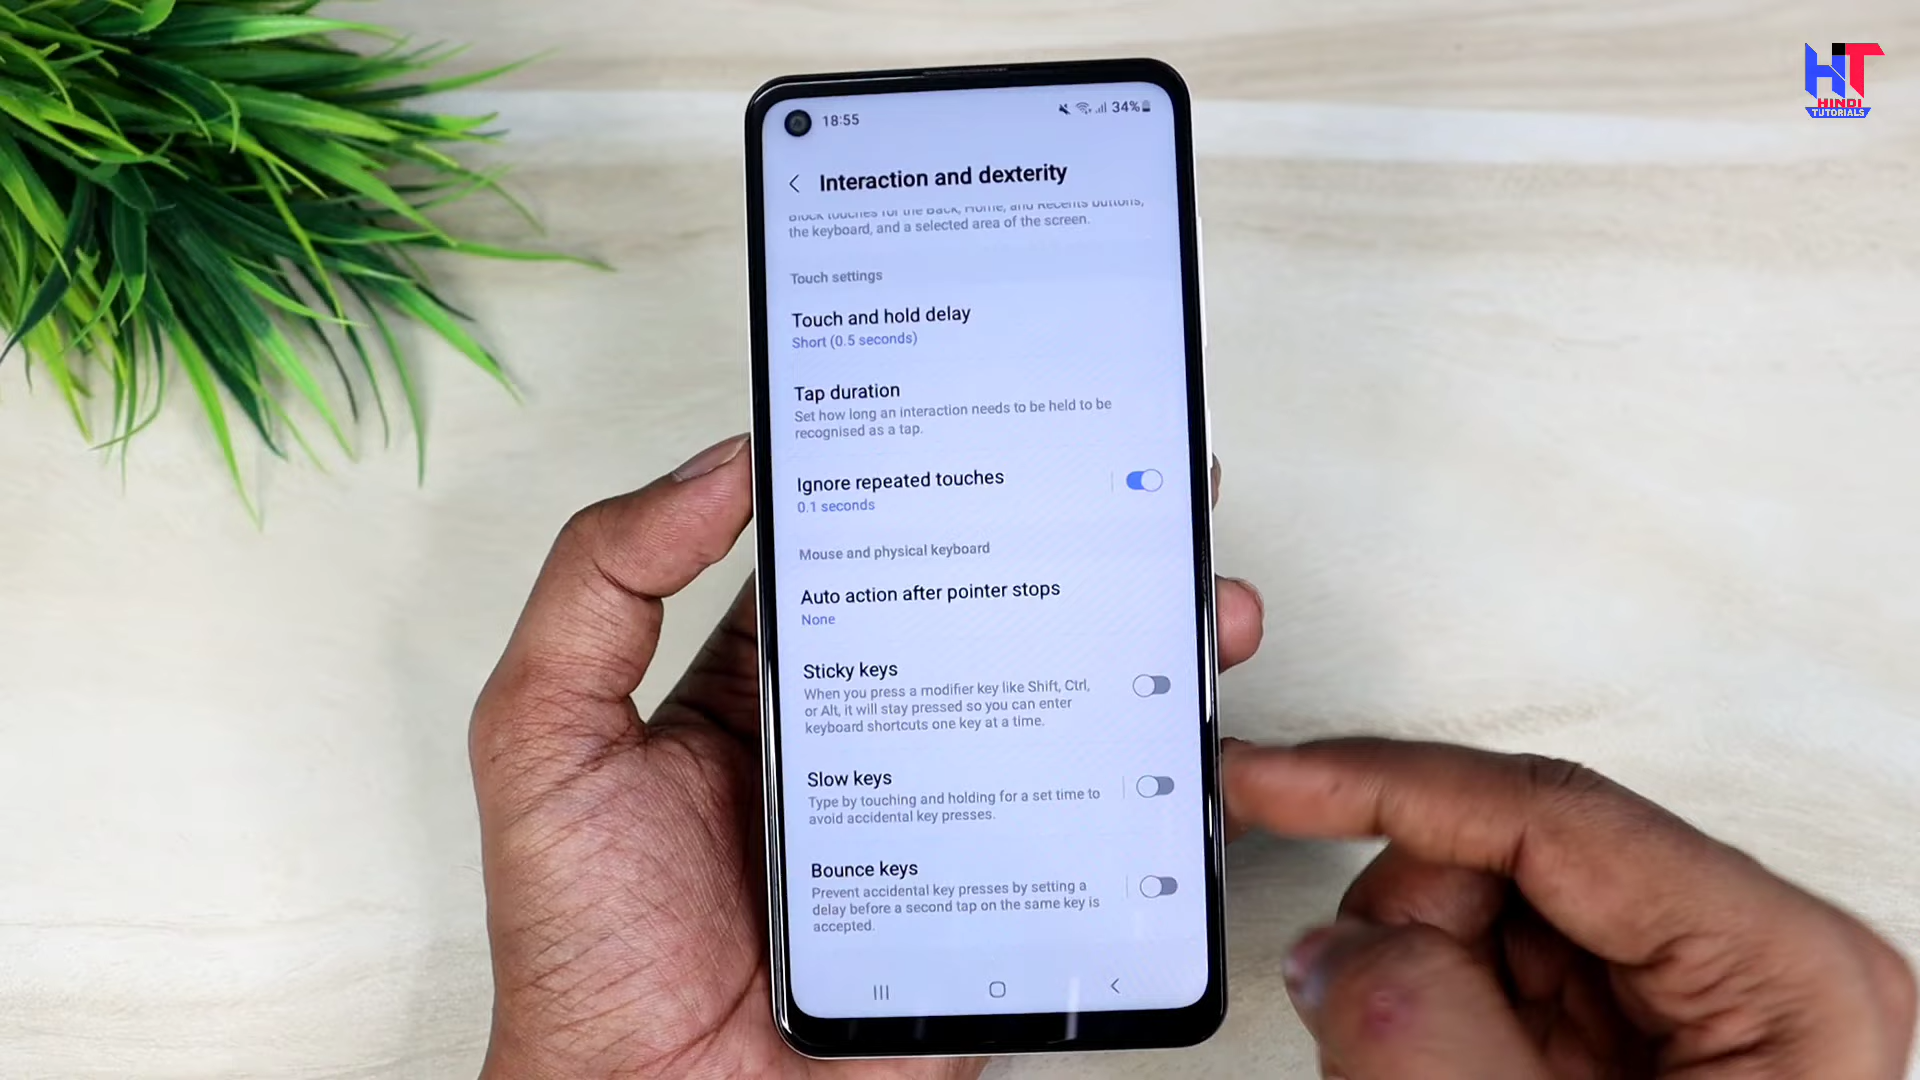 HINDI
TUTORIALS
18:55
34%
Interaction and dexterity
Block touches for the Back, Home, and Recents buttons,
the keyboard, and a selected area of the screen.
Touch settings
Touch and hold delay
Short (0.5 seconds)
Tap duration
Set how long an interaction needs to be held to be
recognised as a tap.
Ignore repeated touches
0.1 seconds
Mouse and physical keyboard
Auto action after pointer stops
None
Sticky keys
When you press a modifier key like Shift, Ctrl,
or Alt, it will stay pressed so you can enter
keyboard shortcuts one key at a time.
Slow keys
Type by touching and holding for a set time to
avoid accidental key presses.
Bounce keys
Prevent accidental key presses by setting a
delay before a second tap on the same key is
accepted.